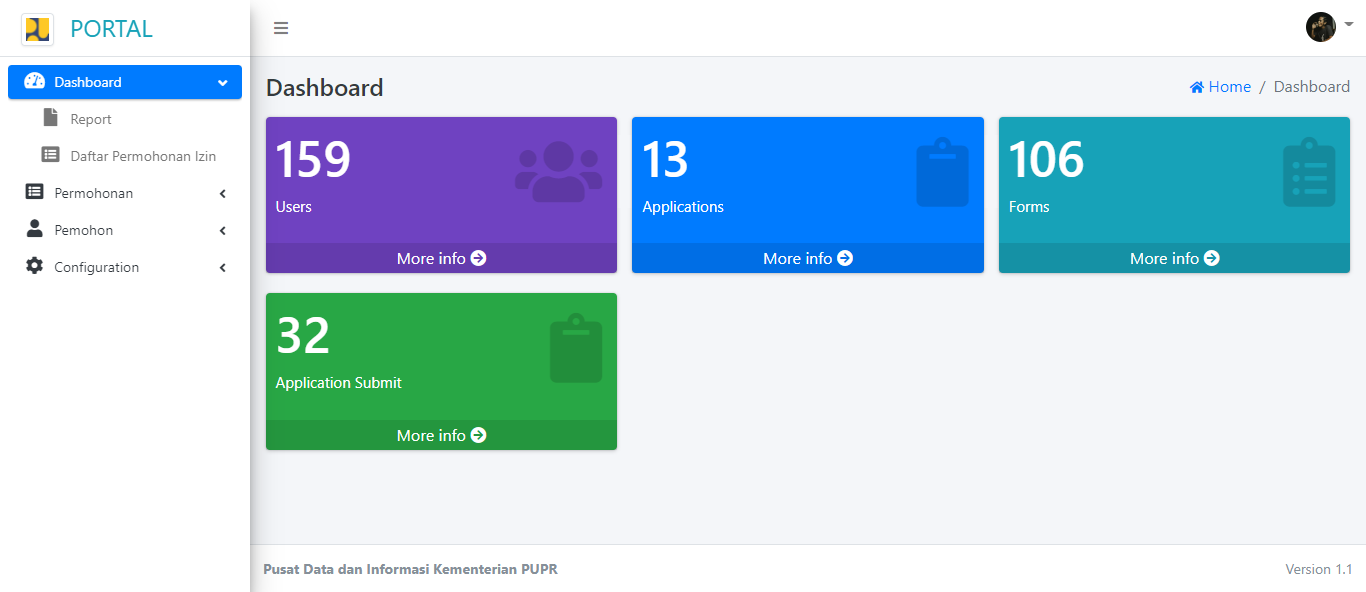 PORTAL
Dashboard
Report
Daftar Permohonan Izin
Permohonan
Pemohon
Configuration
Dashboard
Home / Dashboard
159
Users
More info
13
Applications
More info
106
Forms
More info
32
Application Submit
More info
Pusat Data dan Informasi Kementerian PUPR
Version 1.1